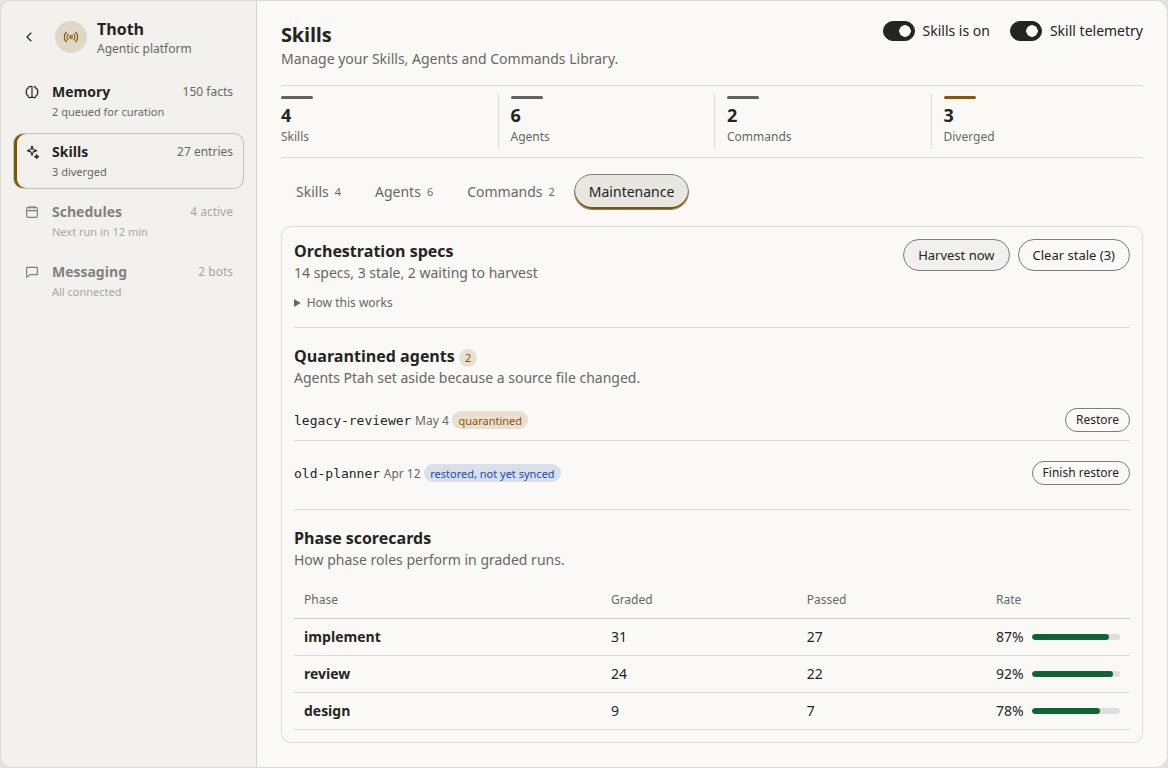 Thoth
Agentic platform
Memory 150 facts
2 queued for curation
Skills 27 entries
3 diverged
Schedules 4 active
Next run in 12 min
Messaging 2 bots
All connected
Skills
Manage your Skills, Agents and Commands Library.
Skills is on Skill telemetry
4
Skills
6
Agents
2
Commands
3
Diverged
Skills 4 Agents 6 Commands 2 Maintenance
Orchestration specs
14 specs, 3 stale, 2 waiting to harvest
Harvest now Clear stale (3)
How this works
Quarantined agents 2
Agents Ptah set aside because a source file changed.
legacy-reviewer May 4 quarantined Restore
old-planner Apr 12 restored, not yet synced Finish restore
Phase scorecards
How phase roles perform in graded runs.
Phase Graded Passed Rate
implement 31 27 87%
review 24 22 92%
design 9 7 78%